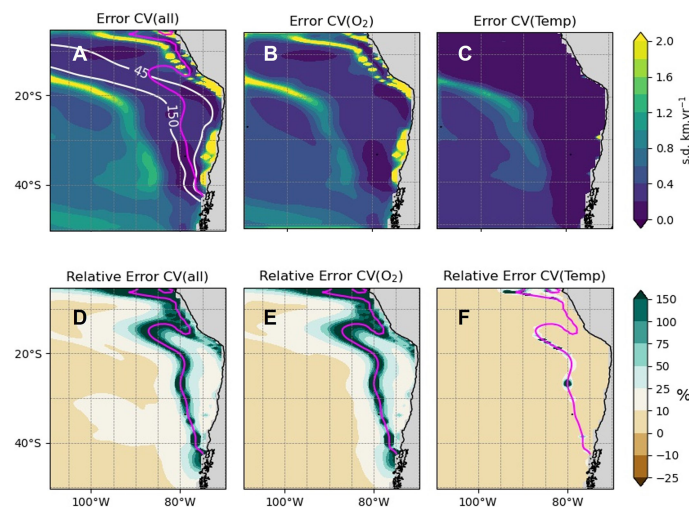 Error CV(all)
Error CV(O₂)
Error CV(Temp)
A
B
C
45
150
20°S
40°S
2.0
1.6
1.2
0.8
0.4
0.0
s.d. km.yr⁻¹
Relative Error CV(all)
Relative Error CV(O₂)
Relative Error CV(Temp)
D
E
F
20°S
40°S
100°W
80°W
100°W
80°W
100°W
80°W
150
100
75
50
25
10
0
−10
−25
%